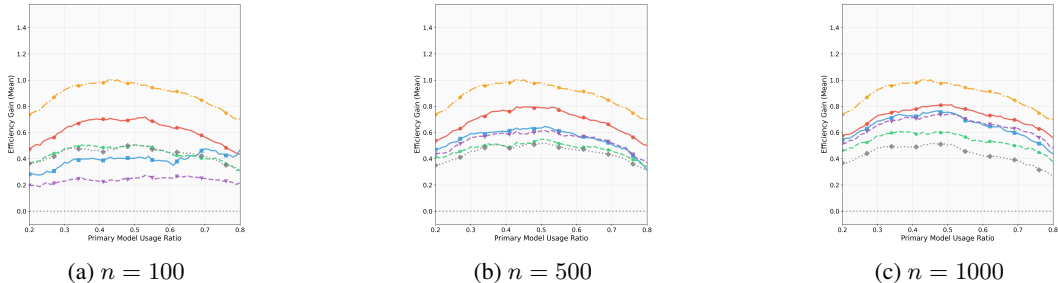 1.4
1.2
1.0
0.8
0.6
0.4
0.2
0.0
Efficiency Gain (Mean)
0.2 0.3 0.4 0.5 0.6 0.7 0.8
Primary Model Usage Ratio
(a) n = 100
1.4
1.2
1.0
0.8
0.6
0.4
0.2
0.0
Efficiency Gain (Mean)
0.2 0.3 0.4 0.5 0.6 0.7 0.8
Primary Model Usage Ratio
(b) n = 500
1.4
1.2
1.0
0.8
0.6
0.4
0.2
0.0
Efficiency Gain (Mean)
0.2 0.3 0.4 0.5 0.6 0.7 0.8
Primary Model Usage Ratio
(c) n = 1000